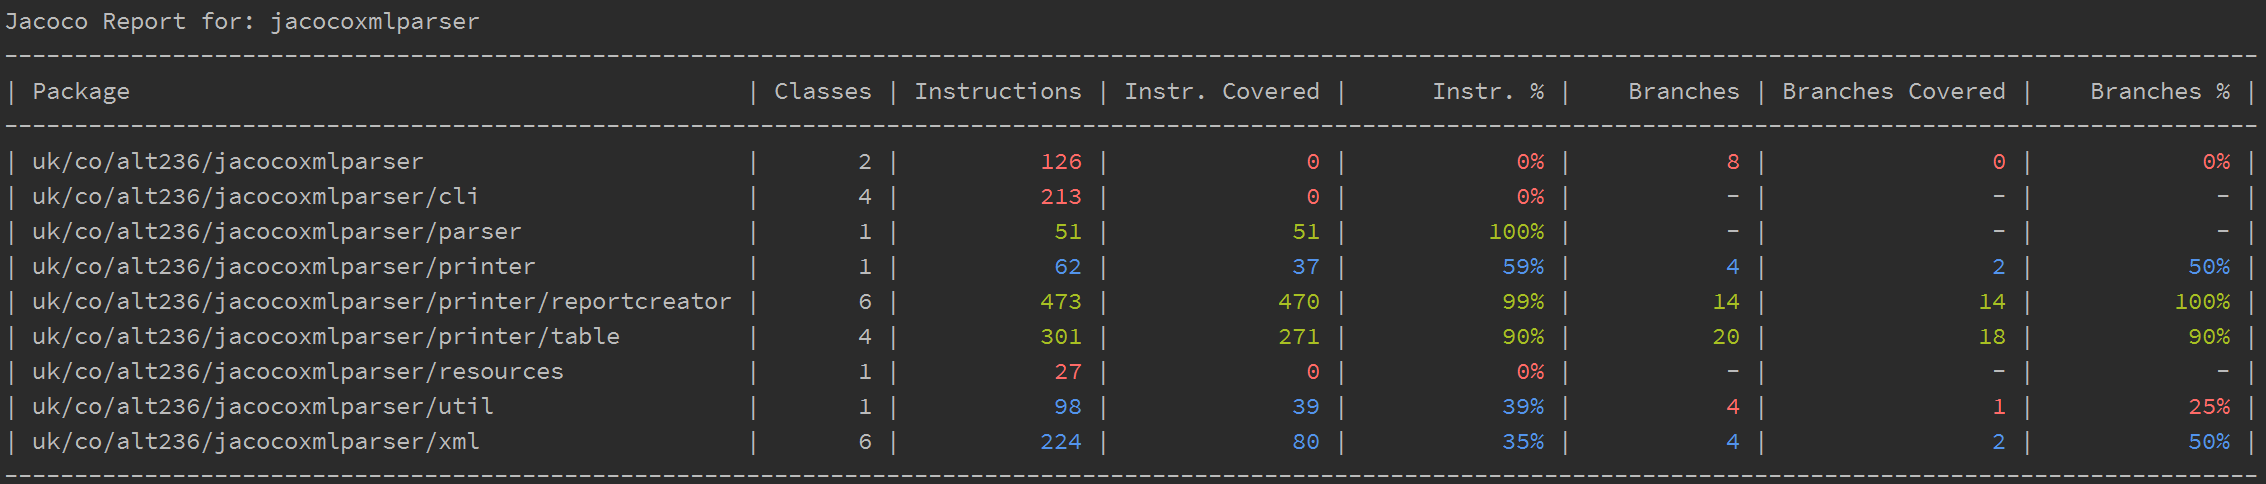 Jacoco Report for: jacocoxmlparser
-----------------------------------------------------------------------------------------------------------------------------------------------------------------
| Package                                            | Classes | Instructions | Instr. Covered |      Instr. % |    Branches | Branches Covered |    Branches % |
-----------------------------------------------------------------------------------------------------------------------------------------------------------------
| uk/co/alt236/jacocoxmlparser                       |       2 |          126 |              0 |            0% |           8 |                0 |            0% |
| uk/co/alt236/jacocoxmlparser/cli                   |       4 |          213 |              0 |            0% |           - |                - |             - |
| uk/co/alt236/jacocoxmlparser/parser                |       1 |           51 |             51 |          100% |           - |                - |             - |
| uk/co/alt236/jacocoxmlparser/printer               |       1 |           62 |             37 |           59% |           4 |                2 |           50% |
| uk/co/alt236/jacocoxmlparser/printer/reportcreator |       6 |          473 |            470 |           99% |          14 |               14 |          100% |
| uk/co/alt236/jacocoxmlparser/printer/table         |       4 |          301 |            271 |           90% |          20 |               18 |           90% |
| uk/co/alt236/jacocoxmlparser/resources             |       1 |           27 |              0 |            0% |           - |                - |             - |
| uk/co/alt236/jacocoxmlparser/util                  |       1 |           98 |             39 |           39% |           4 |                1 |           25% |
| uk/co/alt236/jacocoxmlparser/xml                   |       6 |          224 |             80 |           35% |           4 |                2 |           50% |
-----------------------------------------------------------------------------------------------------------------------------------------------------------------